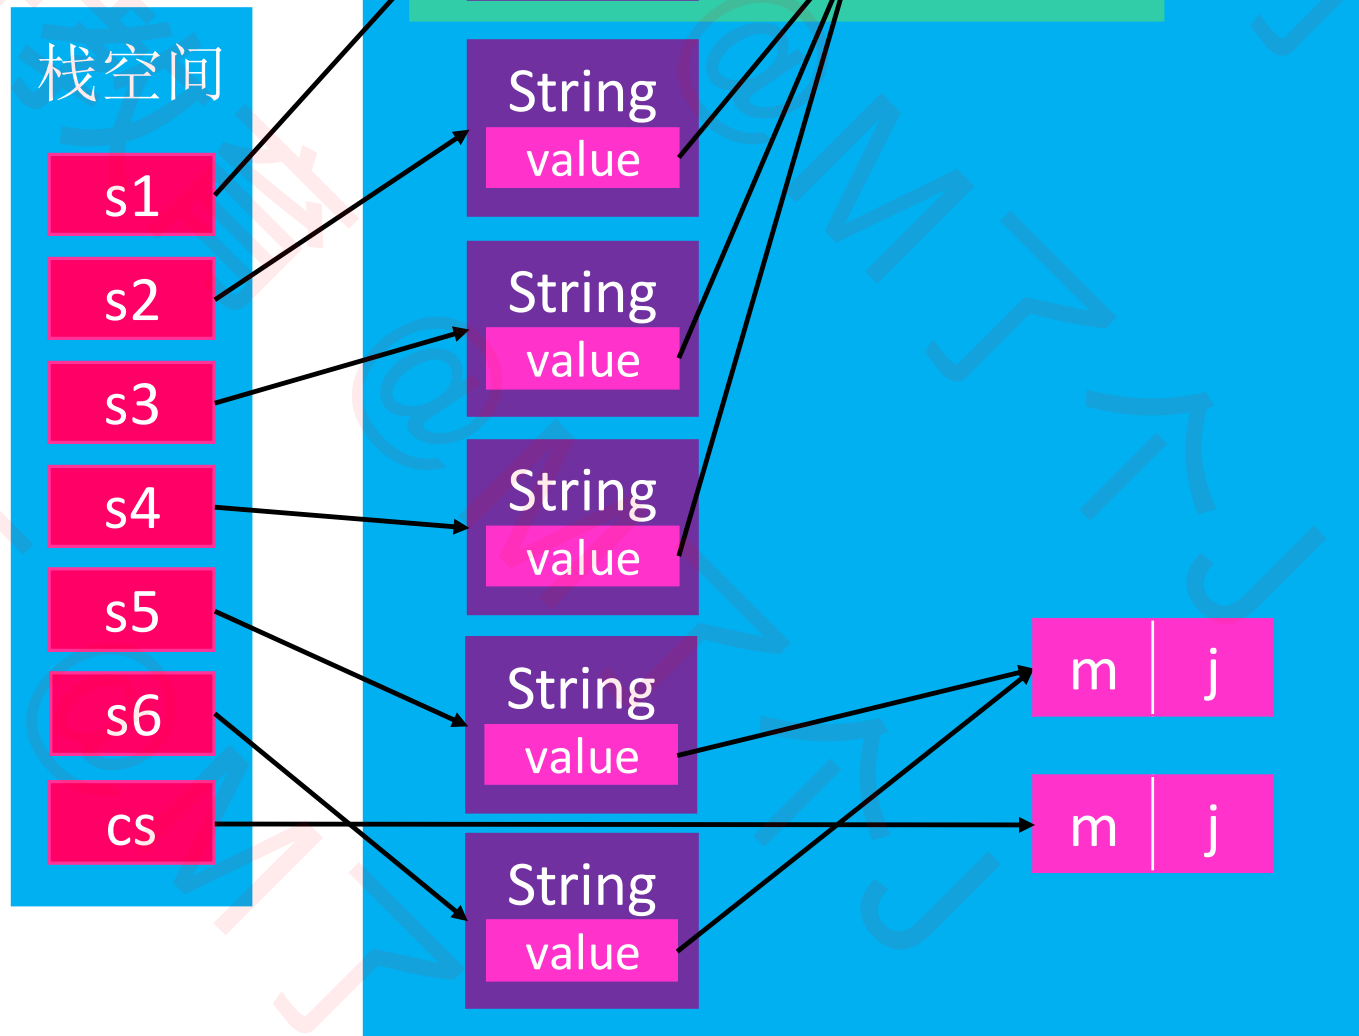 栈空间
s1
s2
s3
s4
s5
s6
cs
String
value
String
value
String
value
String
value
String
value
m j
m j